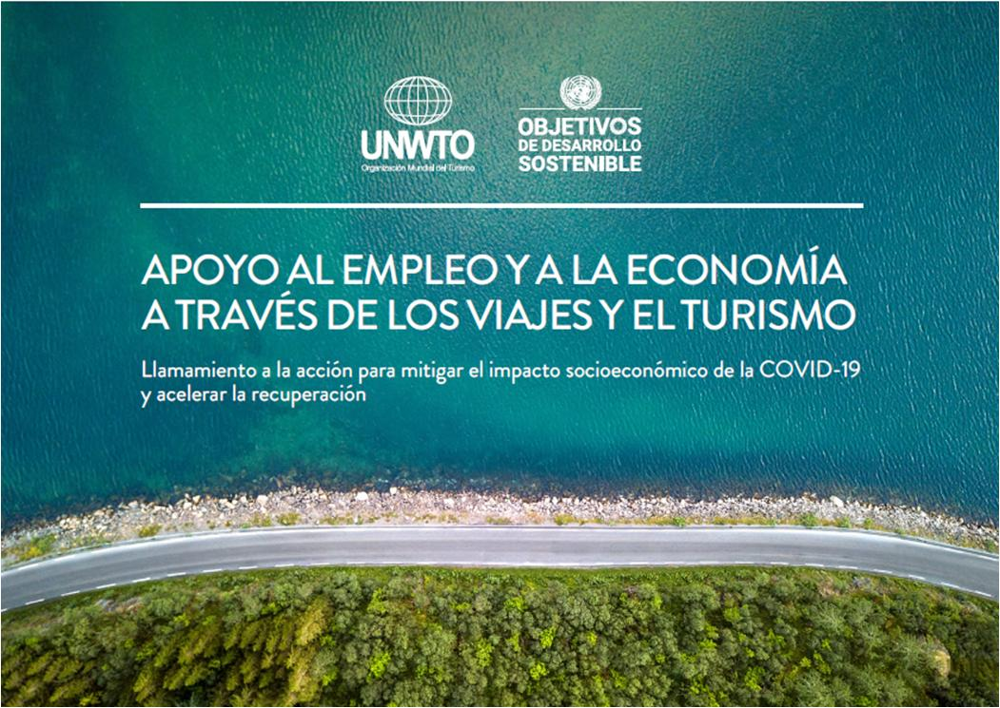 UNWTO
Organización Mundial del Turismo
OBJETIVOS
DE DESARROLLO
SOSTENIBLE
APOYO AL EMPLEO Y A LA ECONOMÍA
A TRAVÉS DE LOS VIAJES Y EL TURISMO
Llamamiento a la acción para mitigar el impacto socioeconómico de la COVID-19
y acelerar la recuperación